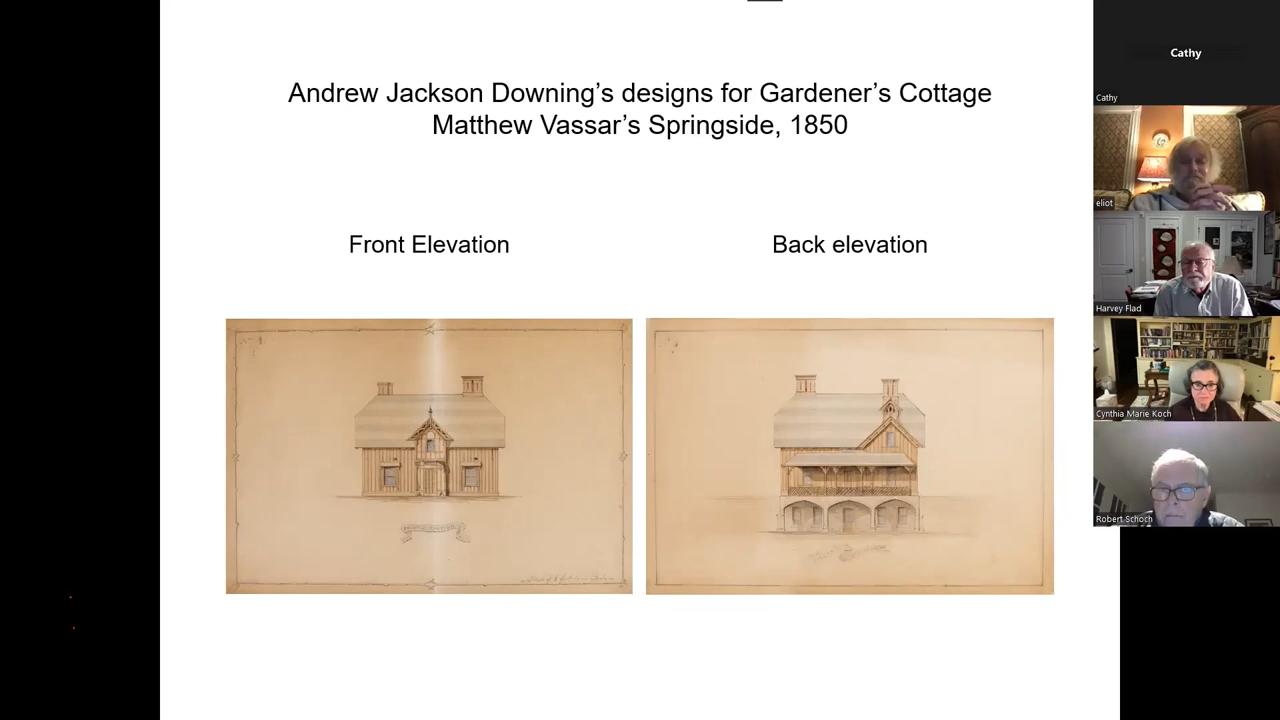 Andrew Jackson Downing’s designs for Gardener’s Cottage
Matthew Vassar’s Springside, 1850
Front Elevation
Back elevation
Cathy
Cathy
eliot
Harvey Flad
Cynthia Marie Koch
Robert Schoch